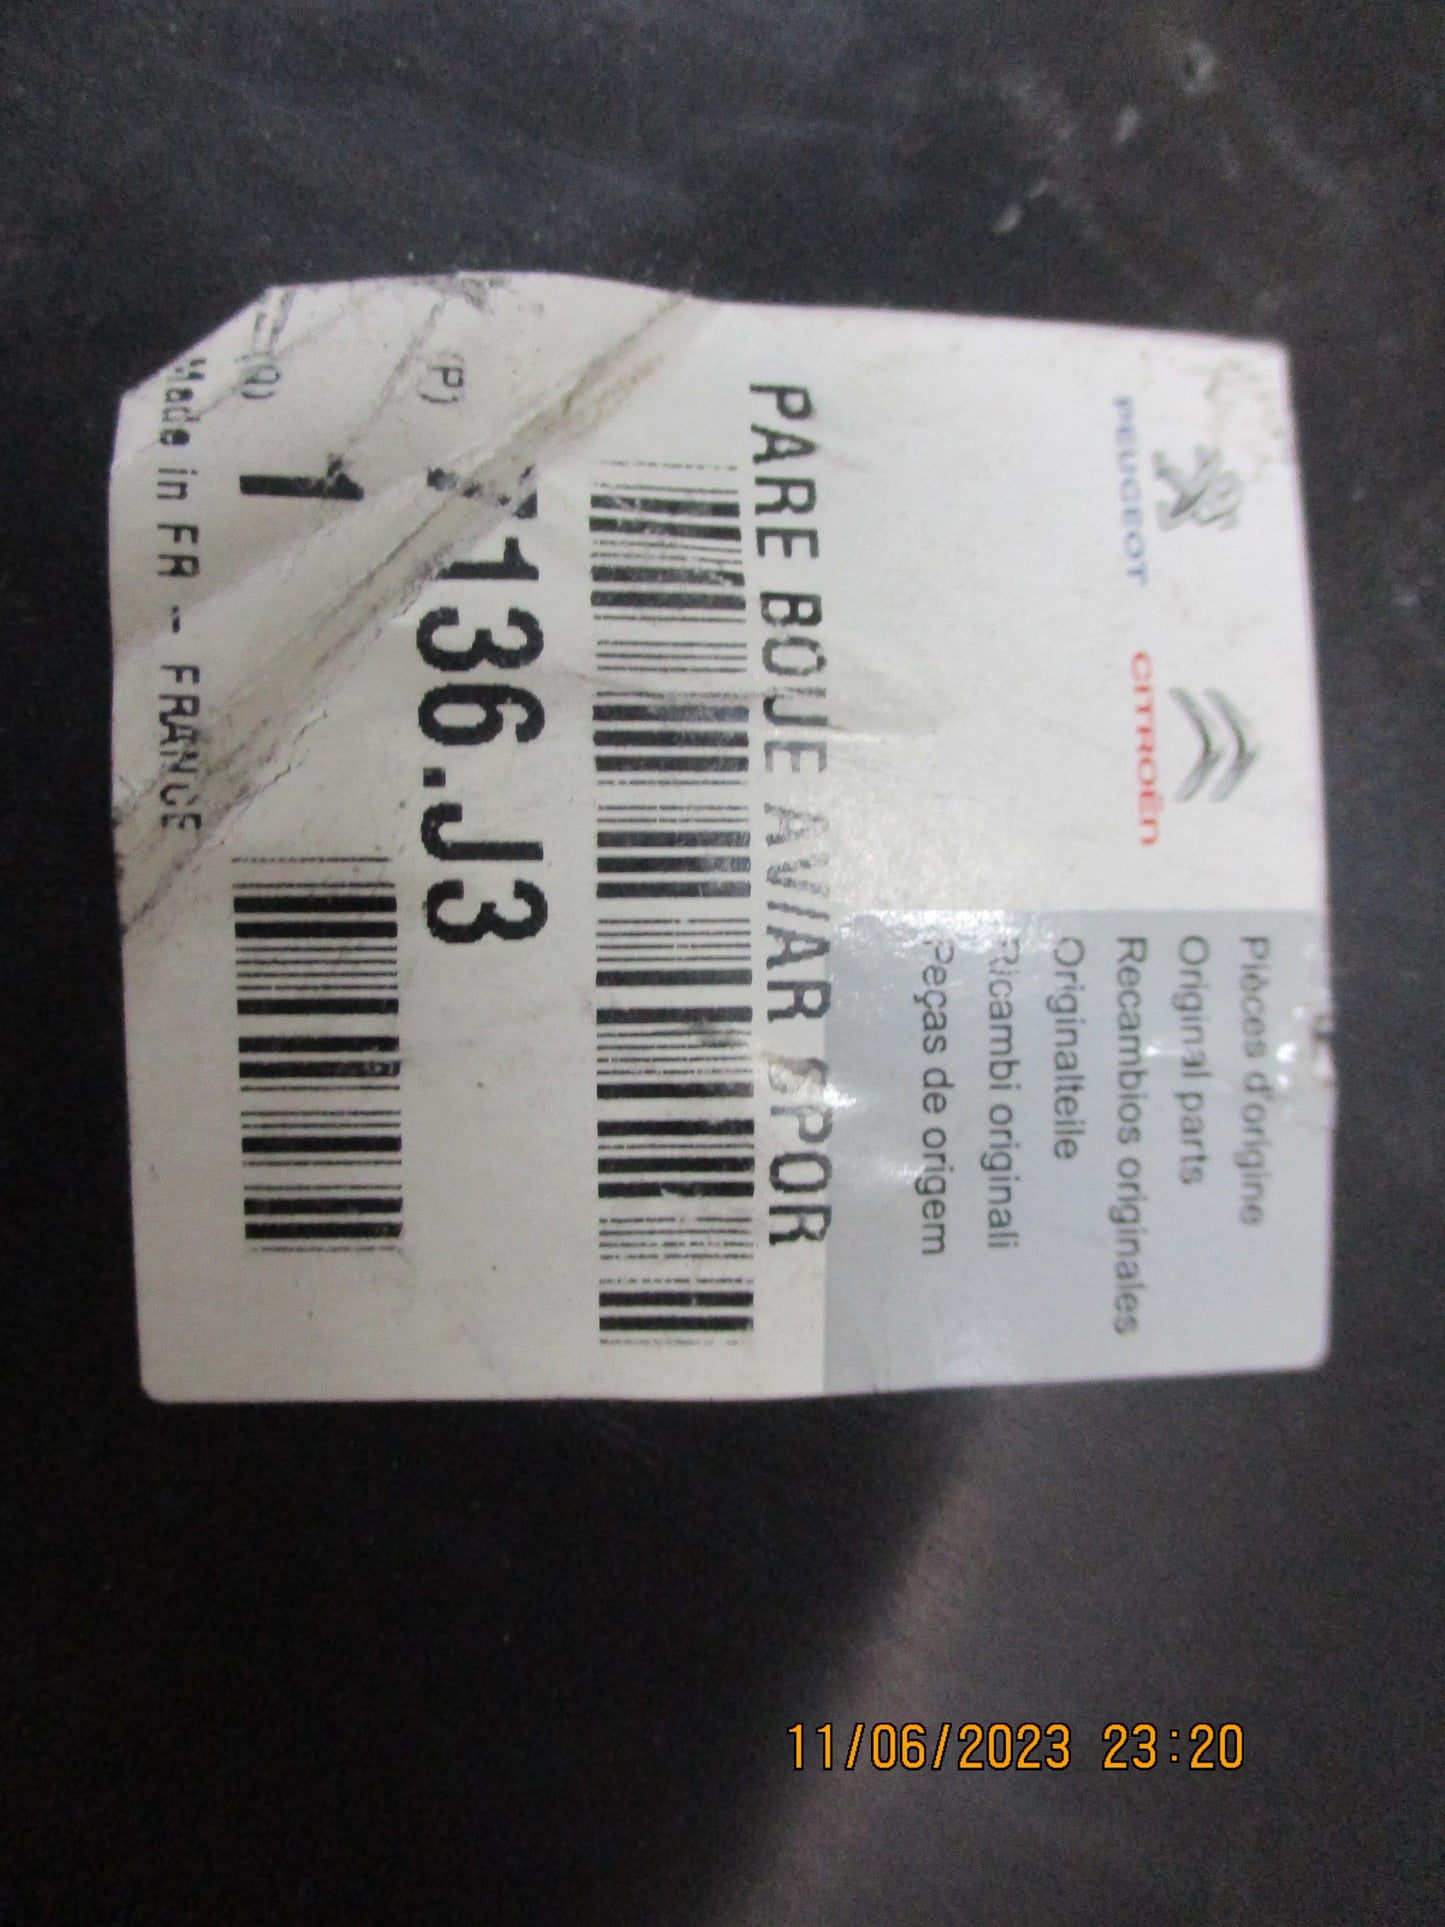 PEUGEOT
CITROËN
Pièces d'origine
Original parts
Recambios originales
Originalteile
Ricambi originali
Peças de origem
PARE BOUE AV/AR SPOR
(P) 7136.J3
(Q) 1
Made in FR -- FRANCE
11/06/2023 23:20